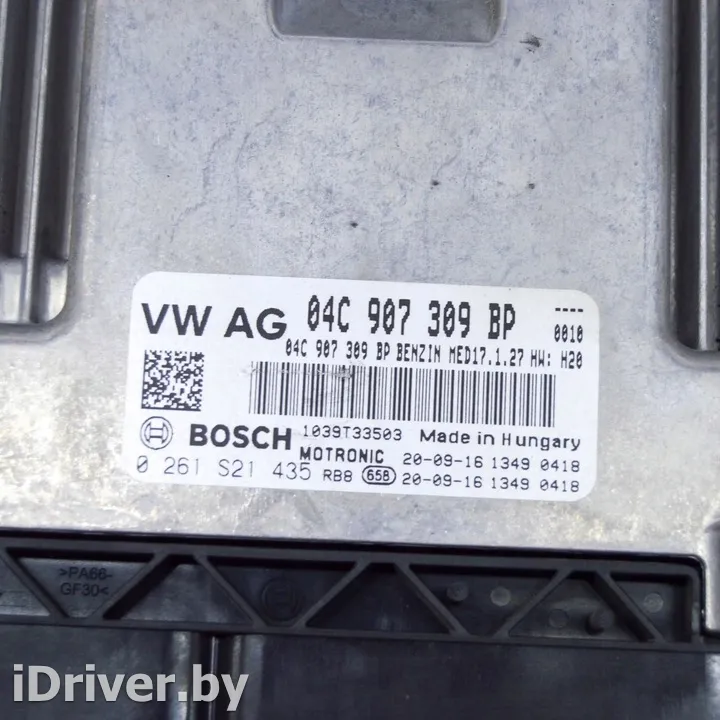 VW AG 04C 907 309 BP ----
0010
04C 907 309 BP BENZIN MED17.1.27 HW: H20
1039T33503 Made in Hungary
BOSCH MOTRONIC 20-09-16 1349 0418
0 261 S21 435 RB8 658 20-09-16 1349 0418
>PA66-
GF30<
iDriver.by